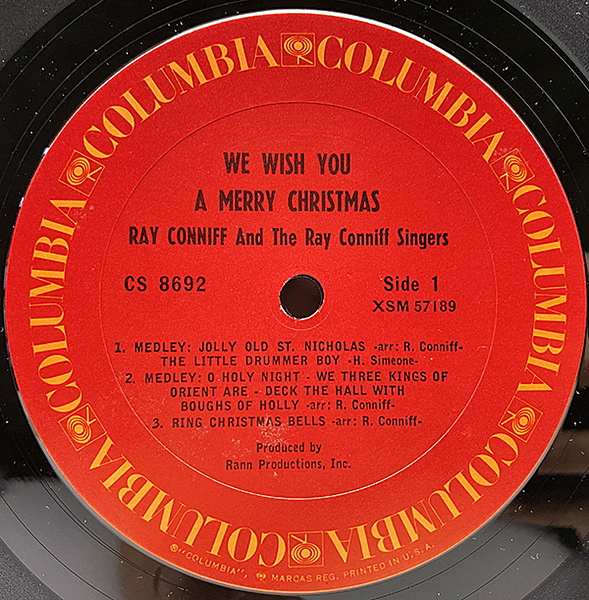 COLUMBIA COLUMBIA COLUMBIA COLUMBIA COLUMBIA COLUMBIA COLUMBIA COLUMBIA
WE WISH YOU
A MERRY CHRISTMAS
RAY CONNIFF And The Ray Conniff Singers
CS 8692 Side 1
XSM 57189
1. MEDLEY: JOLLY OLD ST. NICHOLAS -arr: R. Conniff-
THE LITTLE DRUMMER BOY -H. Simeone-
2. MEDLEY: O HOLY NIGHT - WE THREE KINGS OF
ORIENT ARE - DECK THE HALL WITH
BOUGHS OF HOLLY -arr: R. Conniff-
3. RING CHRISTMAS BELLS -arr: R. Conniff-
Produced by
Rann Productions, Inc.
® "COLUMBIA", MARCAS REG. PRINTED IN U.S.A.